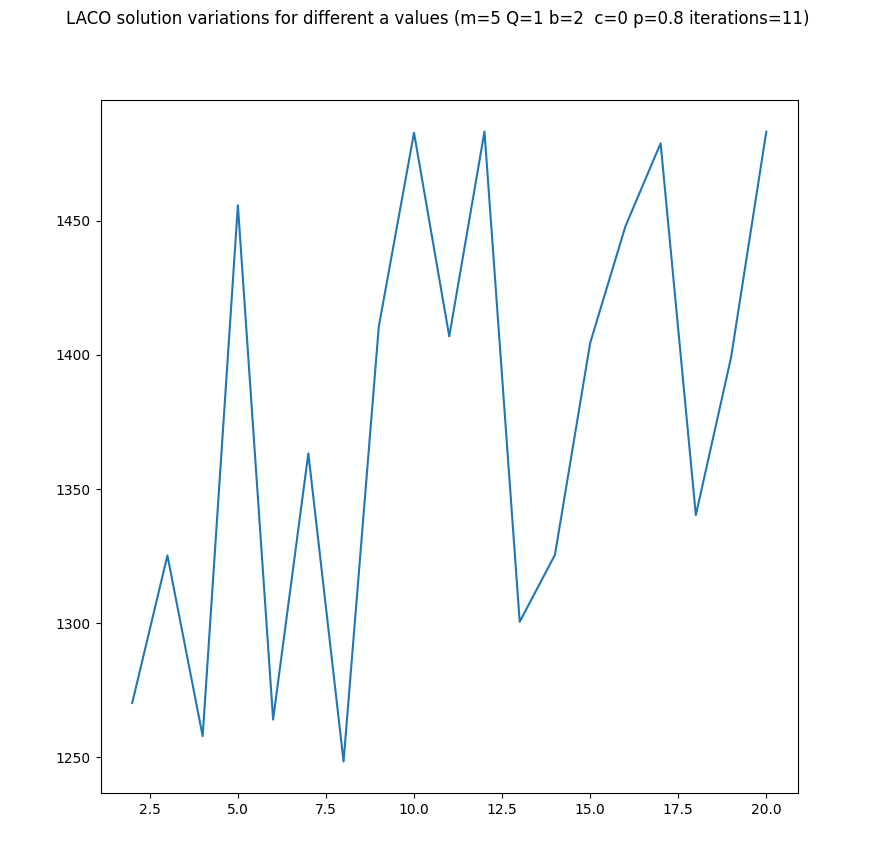 LACO solution variations for different a values (m=5 Q=1 b=2  c=0 p=0.8 iterations=11)
1450
1400
1350
1300
1250
2.5 5.0 7.5 10.0 12.5 15.0 17.5 20.0